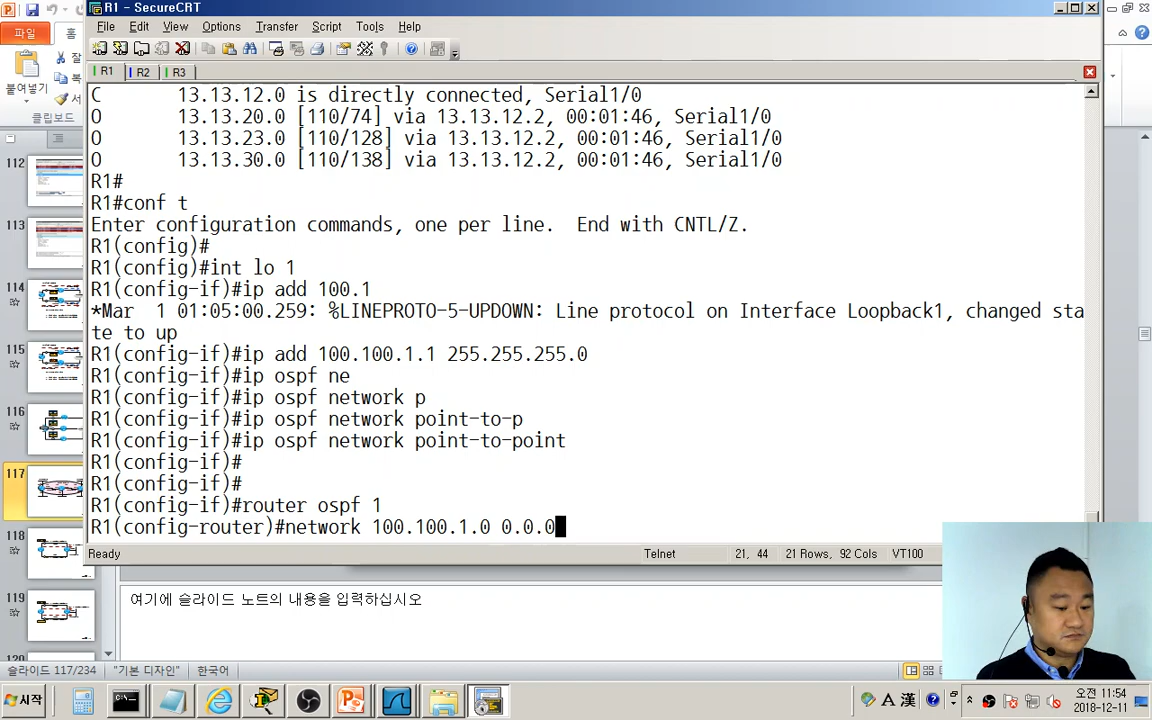 R1 - SecureCRT
File Edit View Options Transfer Script Tools Help
R1 R2 R3
파일
홈
잘
붙여넣기
복
서
클립보드
C 13.13.12.0 is directly connected, Serial1/0
O 13.13.20.0 [110/74] via 13.13.12.2, 00:01:46, Serial1/0
O 13.13.23.0 [110/128] via 13.13.12.2, 00:01:46, Serial1/0
O 13.13.30.0 [110/138] via 13.13.12.2, 00:01:46, Serial1/0
R1#
R1#conf t
Enter configuration commands, one per line. End with CNTL/Z.
R1(config)#
R1(config)#int lo 1
R1(config-if)#ip add 100.1
*Mar 1 01:05:00.259: %LINEPROTO-5-UPDOWN: Line protocol on Interface Loopback1, changed sta
te to up
R1(config-if)#ip add 100.100.1.1 255.255.255.0
R1(config-if)#ip ospf ne
R1(config-if)#ip ospf network p
R1(config-if)#ip ospf network point-to-p
R1(config-if)#ip ospf network point-to-point
R1(config-if)#
R1(config-if)#
R1(config-if)#router ospf 1
R1(config-router)#network 100.100.1.0 0.0.0
Ready Telnet 21, 44 21 Rows, 92 Cols VT100
112
113
114
115
116
117
118
119
120
여기에 슬라이드 노트의 내용을 입력하십시오
슬라이드 117/234 "기본 디자인" 한국어
시작
A 漢
오전 11:54
2018-12-11